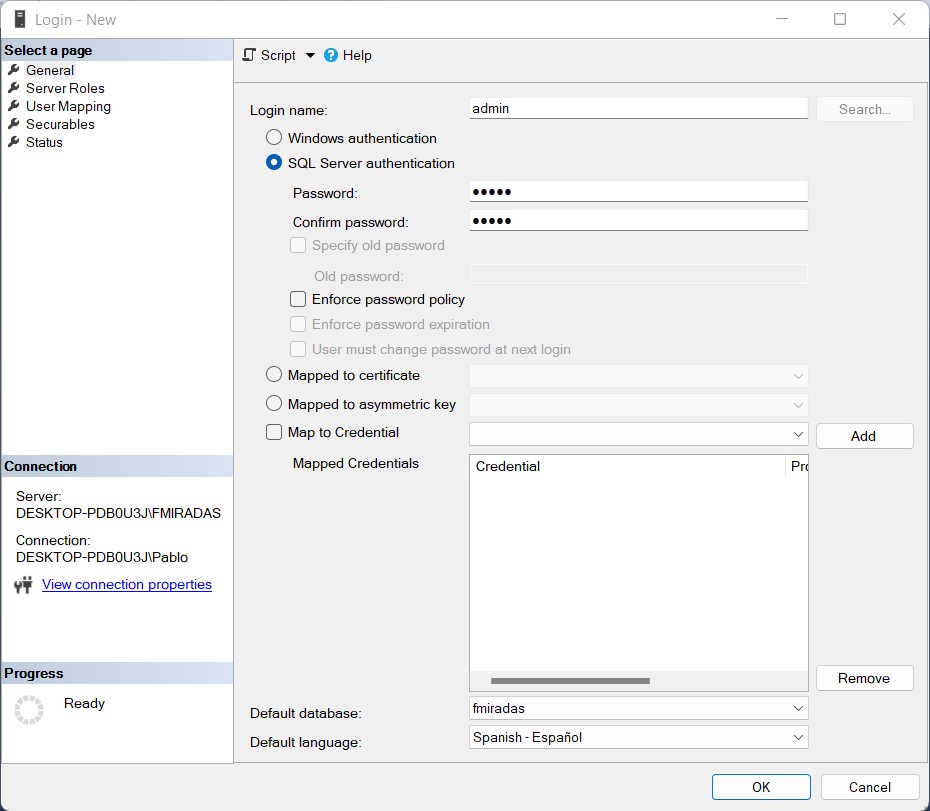 Login - New
Select a page
General
Server Roles
User Mapping
Securables
Status
Script
Help
Login name:
admin
Search...
Windows authentication
SQL Server authentication
Password:
●●●●●
Confirm password:
●●●●●
Specify old password
Old password:
Enforce password policy
Enforce password expiration
User must change password at next login
Mapped to certificate
Mapped to asymmetric key
Map to Credential
Add
Mapped Credentials
Credential
Pro
Remove
Default database:
fmiradas
Default language:
Spanish - Español
Connection
Server:
DESKTOP-PDB0U3J\FMIRADAS
Connection:
DESKTOP-PDB0U3J\Pablo
View connection properties
Progress
Ready
OK
Cancel